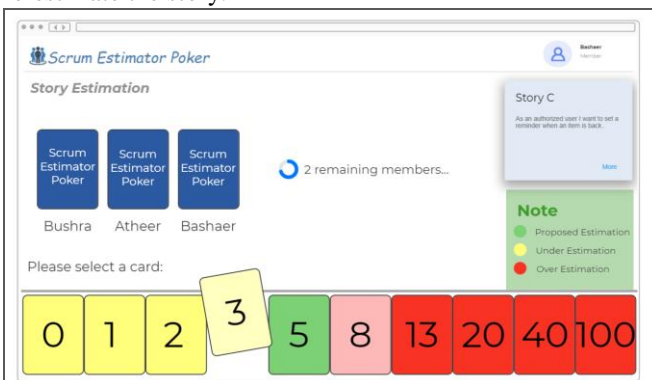 Scrum Estimator Poker
Bashaer
Member
Story Estimation
Story C
As an authorized user I want to set a
reminder when an item is back.
More
Scrum
Estimator
Poker
Scrum
Estimator
Poker
Scrum
Estimator
Poker
2 remaining members...
Bushra Atheer Bashaer
Note
Proposed Estimation
Under Estimation
Over Estimation
Please select a card:
0 1 2 3 5 8 13 20 40 100